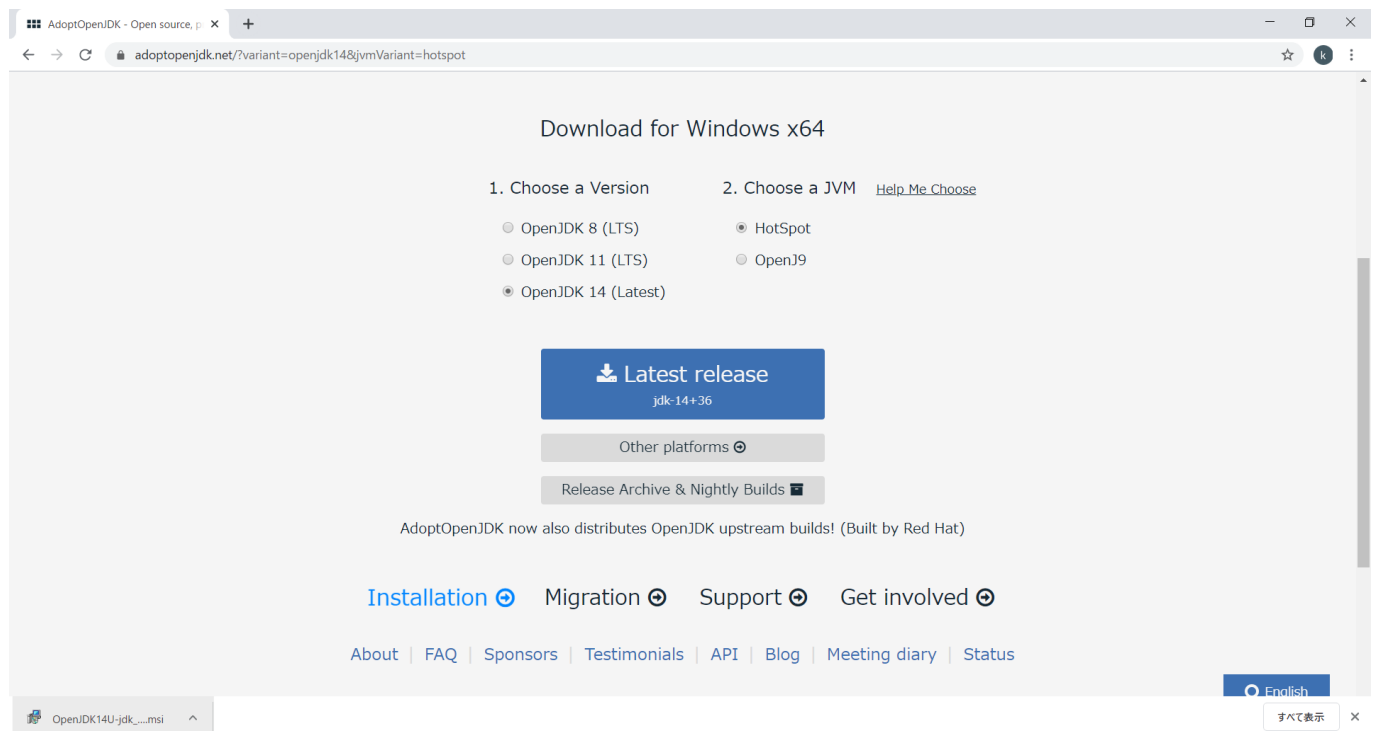 AdoptOpenJDK - Open source, p
adoptopenjdk.net/?variant=openjdk14&jvmVariant=hotspot
k
Download for Windows x64
1. Choose a Version
2. Choose a JVM
Help Me Choose
OpenJDK 8 (LTS)
HotSpot
OpenJDK 11 (LTS)
OpenJ9
OpenJDK 14 (Latest)
Latest release
jdk-14+36
Other platforms
Release Archive & Nightly Builds
AdoptOpenJDK now also distributes OpenJDK upstream builds! (Built by Red Hat)
Installation Migration Support Get involved
About | FAQ | Sponsors | Testimonials | API | Blog | Meeting diary | Status
English
OpenJDK14U-jdk_....msi
すべて表示